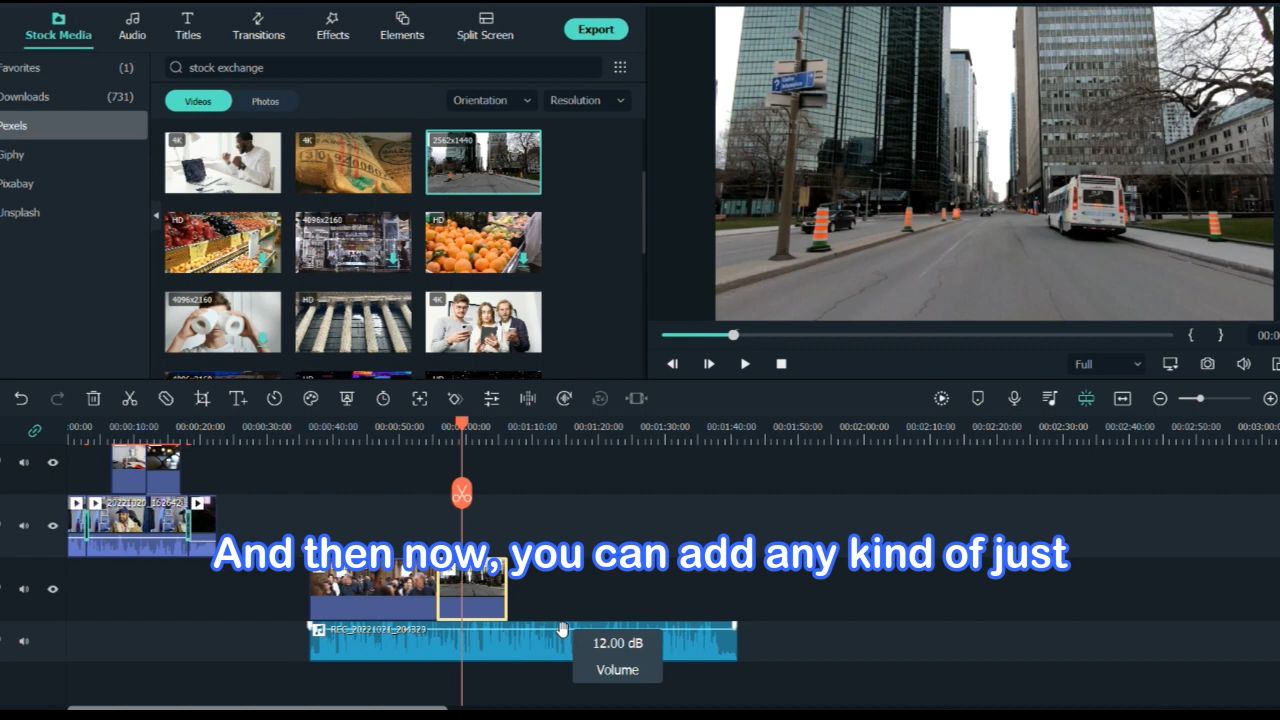 Stock Media
Audio
Titles
Transitions
Effects
Elements
Split Screen
Export
Favorites (1)
stock exchange
Downloads (731)
Videos
Photos
Orientation
Resolution
Pexels
Giphy
Pixabay
Unsplash
4K
4K
2562x1440
HD
4096x2160
HD
4096x2160
HD
4K
4096x2160
HD
HD
{ }
00:00
Full
:00:00
00:00:10:00
00:00:20:00
00:00:30:00
00:00:40:00
00:00:50:00
00:01:10:00
00:01:20:00
00:01:30:00
00:01:40:00
00:01:50:00
00:02:00:00
00:02:10:00
00:02:20:00
00:02:30:00
00:02:40:00
00:02:50:00
00:03:00:0
And then now, you can add any kind of just
REC_20221021_204329
12.00 dB
Volume